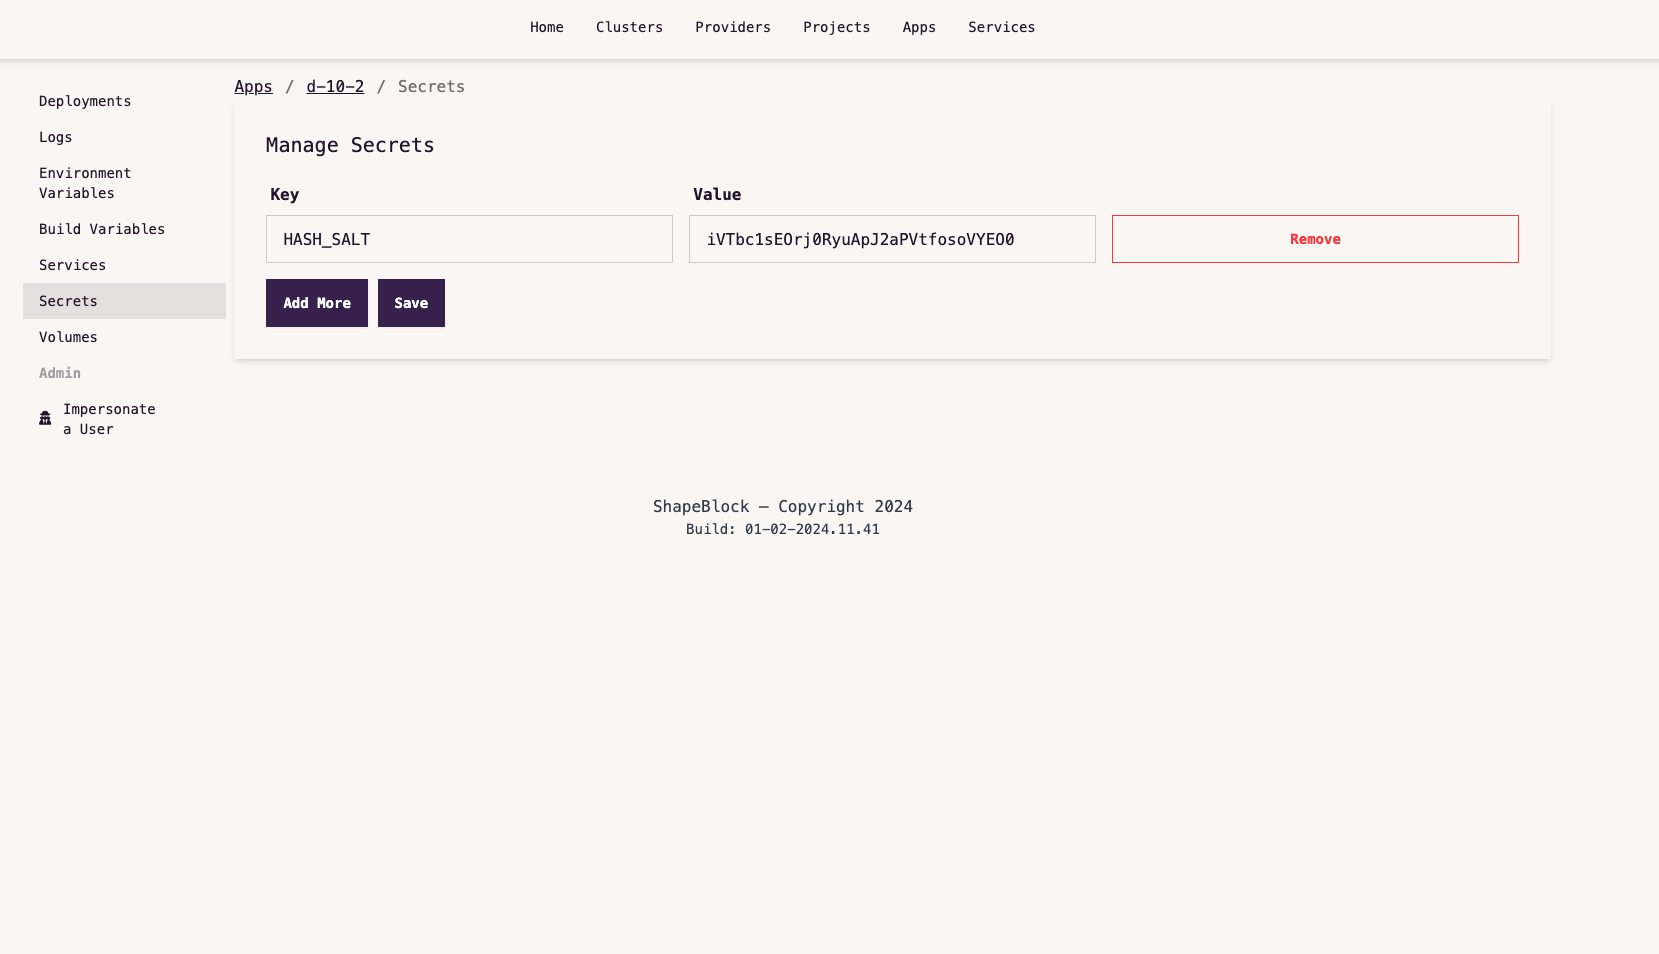 Home Clusters Providers Projects Apps Services
Apps / d-10-2 / Secrets
Deployments
Logs
Environment
Variables
Build Variables
Services
Secrets
Volumes
Admin
Impersonate
a User
Manage Secrets
Key Value
HASH_SALT iVTbc1sEOrj0RyuApJ2aPVtfosoVYEO0 Remove
Add More Save
ShapeBlock — Copyright 2024
Build: 01-02-2024.11.41